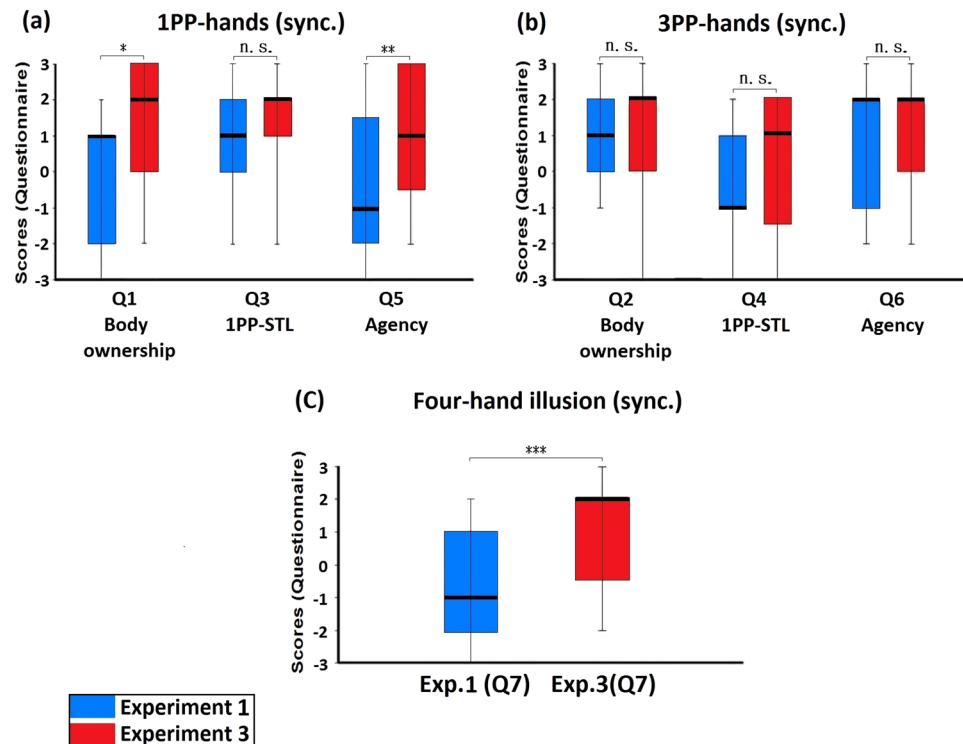 (a)
1PP-hands (sync.)
*
n. s.
**
Scores (Questionnaire)
3
2
1
0
-1
-2
-3
Q1
Body
ownership
Q3
1PP-STL
Q5
Agency
(b)
3PP-hands (sync.)
n. s.
n. s.
n. s.
Scores (Questionnaire)
3
2
1
0
-1
-2
-3
Q2
Body
ownership
Q4
1PP-STL
Q6
Agency
(C)
Four-hand illusion (sync.)
***
Scores (Questionnaire)
3
2
1
0
-1
-2
-3
Exp.1 (Q7)
Exp.3(Q7)
Experiment 1
Experiment 3